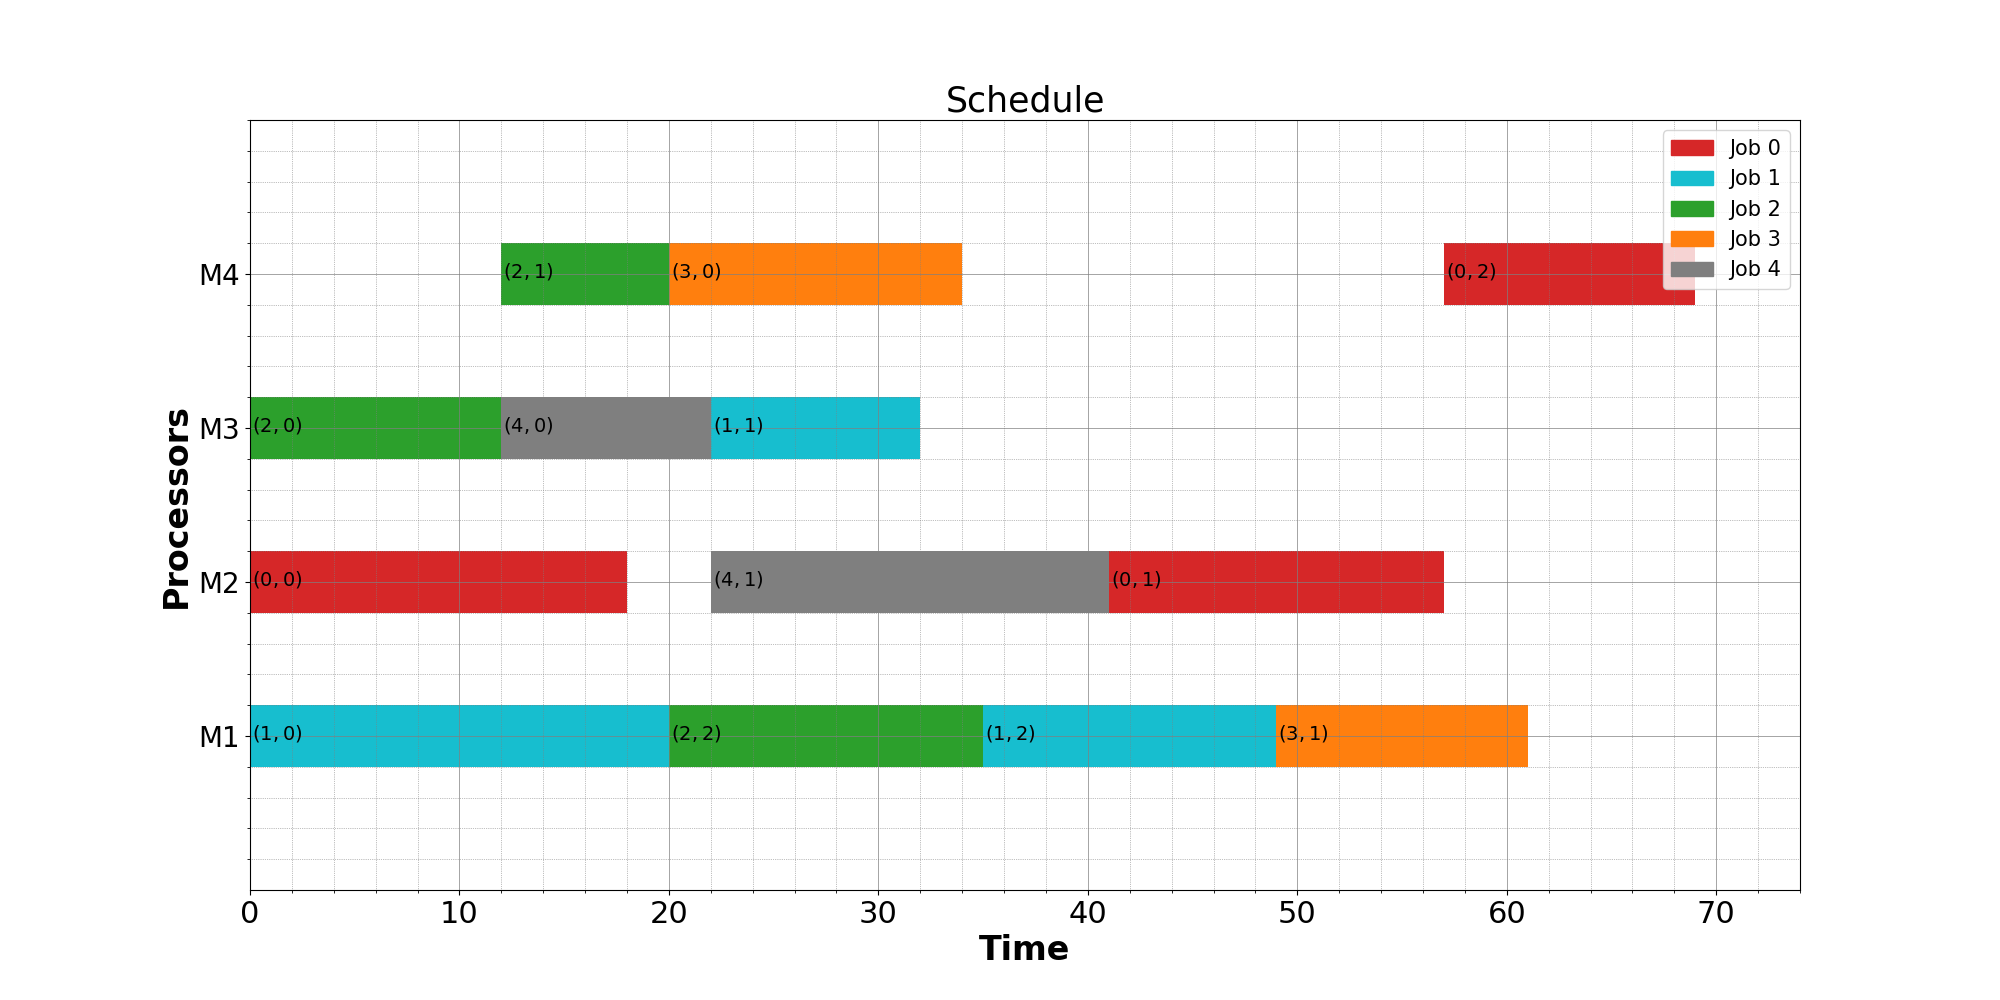 Schedule
Job 0
Job 1
Job 2
Job 3
Job 4
M4
(2, 1)
(3, 0)
(0, 2)
M3
(2, 0)
(4, 0)
(1, 1)
M2
(0, 0)
(4, 1)
(0, 1)
M1
(1, 0)
(2, 2)
(1, 2)
(3, 1)
Processors
0 10 20 30 40 50 60 70
Time